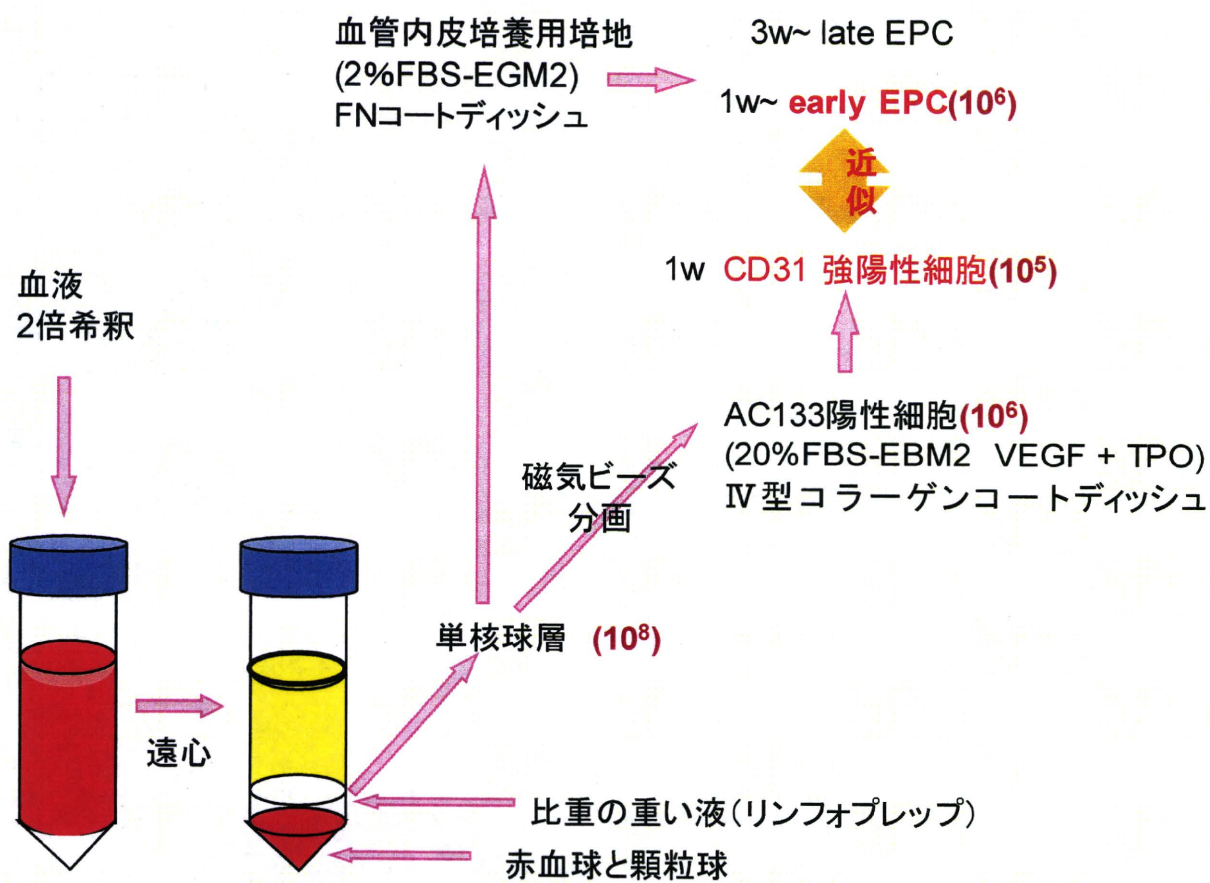 血管内皮培養用培地
(2%FBS-EGM2)
FNコートディッシュ
3w~ late EPC
1w~ early EPC(10⁶)
近
似
1w CD31 強陽性細胞(10⁵)
血液
2倍希釈
AC133陽性細胞(10⁶)
(20%FBS-EBM2 VEGF + TPO)
Ⅳ型コラーゲンコートディッシュ
磁気ビーズ
分画
単核球層 (10⁸)
遠心
比重の重い液(リンフォプレップ)
赤血球と顆粒球